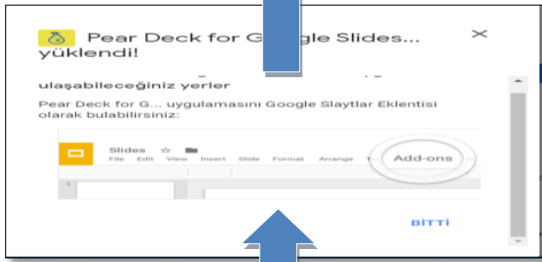 Pear Deck for G gle Slides...
yüklendi!
ulaşabileceğiniz yerler
Pear Deck for G... uygulamasını Google Slaytlar Eklentisi
olarak bulabilirsiniz:
Slides
File Edit View Insert Slide Format Arrange T Add-ons
1
BİTTİ